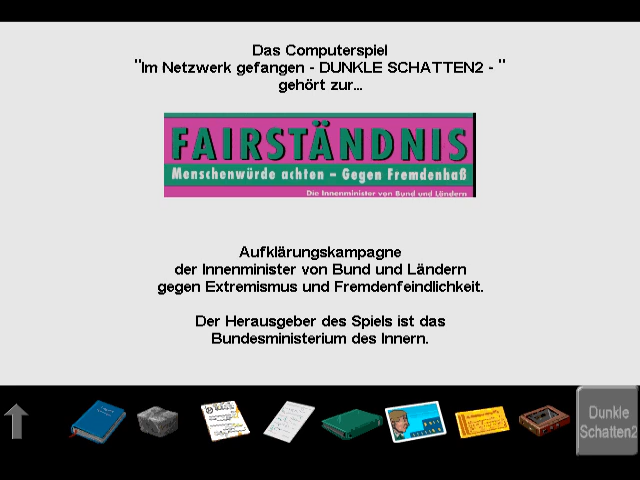 Das Computerspiel
"Im Netzwerk gefangen - DUNKLE SCHATTEN2 - "
gehört zur...
FAIRSTÄNDNIS
Menschenwürde achten – Gegen Fremdenhaß
Die Innenminister von Bund und Ländern
Aufklärungskampagne
der Innenminister von Bund und Ländern
gegen Extremismus und Fremdenfeindlichkeit.
Der Herausgeber des Spiels ist das
Bundesministerium des Innern.
Dunkle
Schatten2